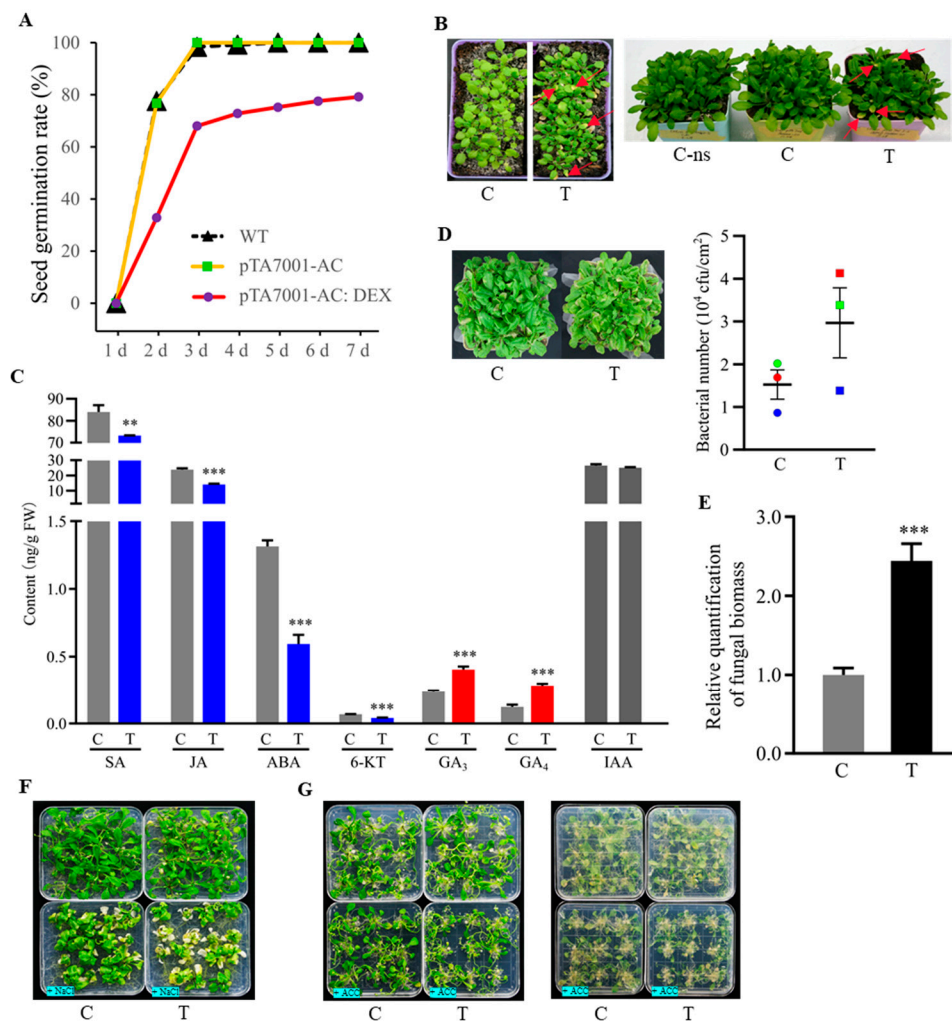 A
Seed germination rate (%)
100
80
60
40
20
0
1 d 2 d 3 d 4 d 5 d 6 d 7 d
WT
pTA7001-AC
pTA7001-AC: DEX
B
C T
C-ns C T
D
C T
Bacterial number (10⁴ cfu/cm²)
5
4
3
2
1
0
C T
C
Content (ng/g FW)
90
80
70
30
20
10
1.5
1.0
0.5
0.0
** *** *** *** *** ***
C T C T C T C T C T C T C T
SA JA ABA 6-KT GA₃ GA₄ IAA
E
Relative quantification
of fungal biomass
3.0
2.0
1.0
0.0
***
C T
F
+ NaCl + NaCl
C T
G
+ ACC + ACC + ACC + ACC
C T C T